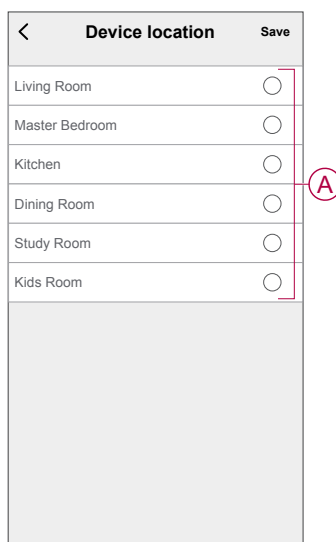 Device location Save
Living Room
Master Bedroom
Kitchen
A
Dining Room
Study Room
Kids Room